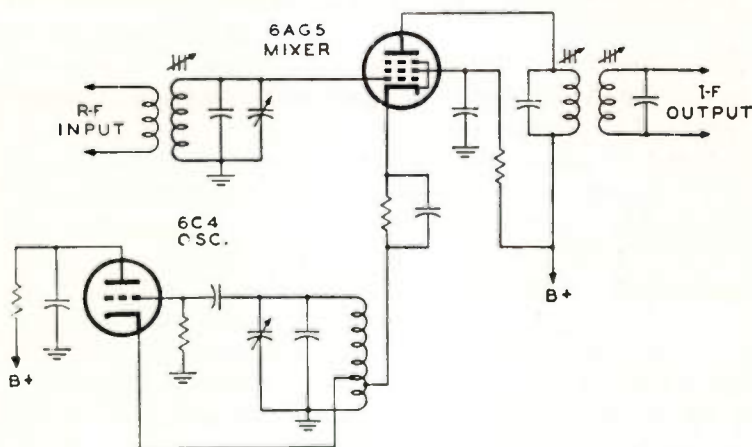 6AG5
MIXER
R-F
INPUT
I-F
OUTPUT
6C4
OSC.
B+
B+